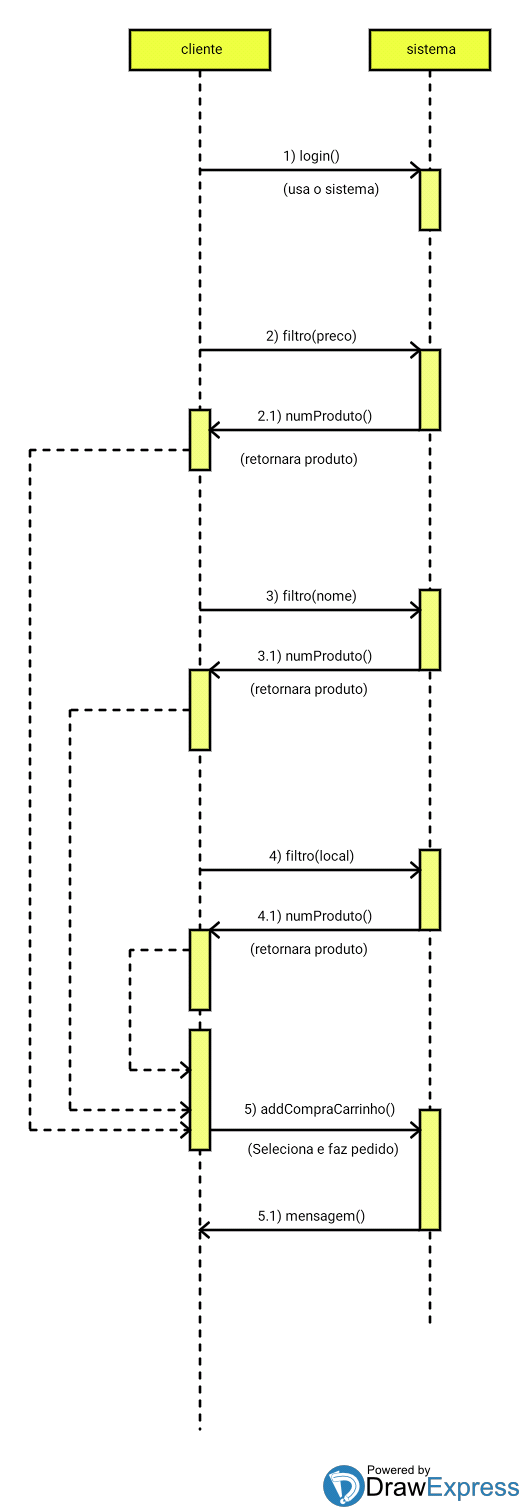 cliente
sistema
1) login()
(usa o sistema)
2) filtro(preco)
2.1) numProduto()
(retornara produto)
3) filtro(nome)
3.1) numProduto()
(retornara produto)
4) filtro(local)
4.1) numProduto()
(retornara produto)
5) addCompraCarrinho()
(Seleciona e faz pedido)
5.1) mensagem()
Powered by
DrawExpress